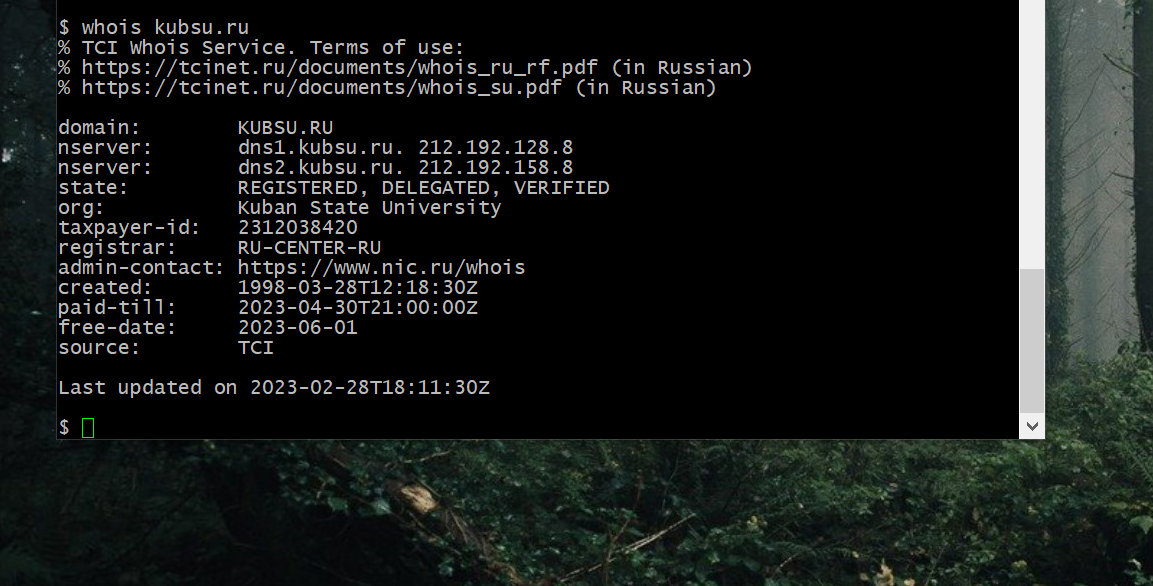 $ whois kubsu.ru
% TCI Whois Service. Terms of use:
% https://tcinet.ru/documents/whois_ru_rf.pdf (in Russian)
% https://tcinet.ru/documents/whois_su.pdf (in Russian)
domain: KUBSU.RU
nserver: dns1.kubsu.ru. 212.192.128.8
nserver: dns2.kubsu.ru. 212.192.158.8
state: REGISTERED, DELEGATED, VERIFIED
org: Kuban State University
taxpayer-id: 2312038420
registrar: RU-CENTER-RU
admin-contact: https://www.nic.ru/whois
created: 1998-03-28T12:18:30Z
paid-till: 2023-04-30T21:00:00Z
free-date: 2023-06-01
source: TCI
Last updated on 2023-02-28T18:11:30Z
$